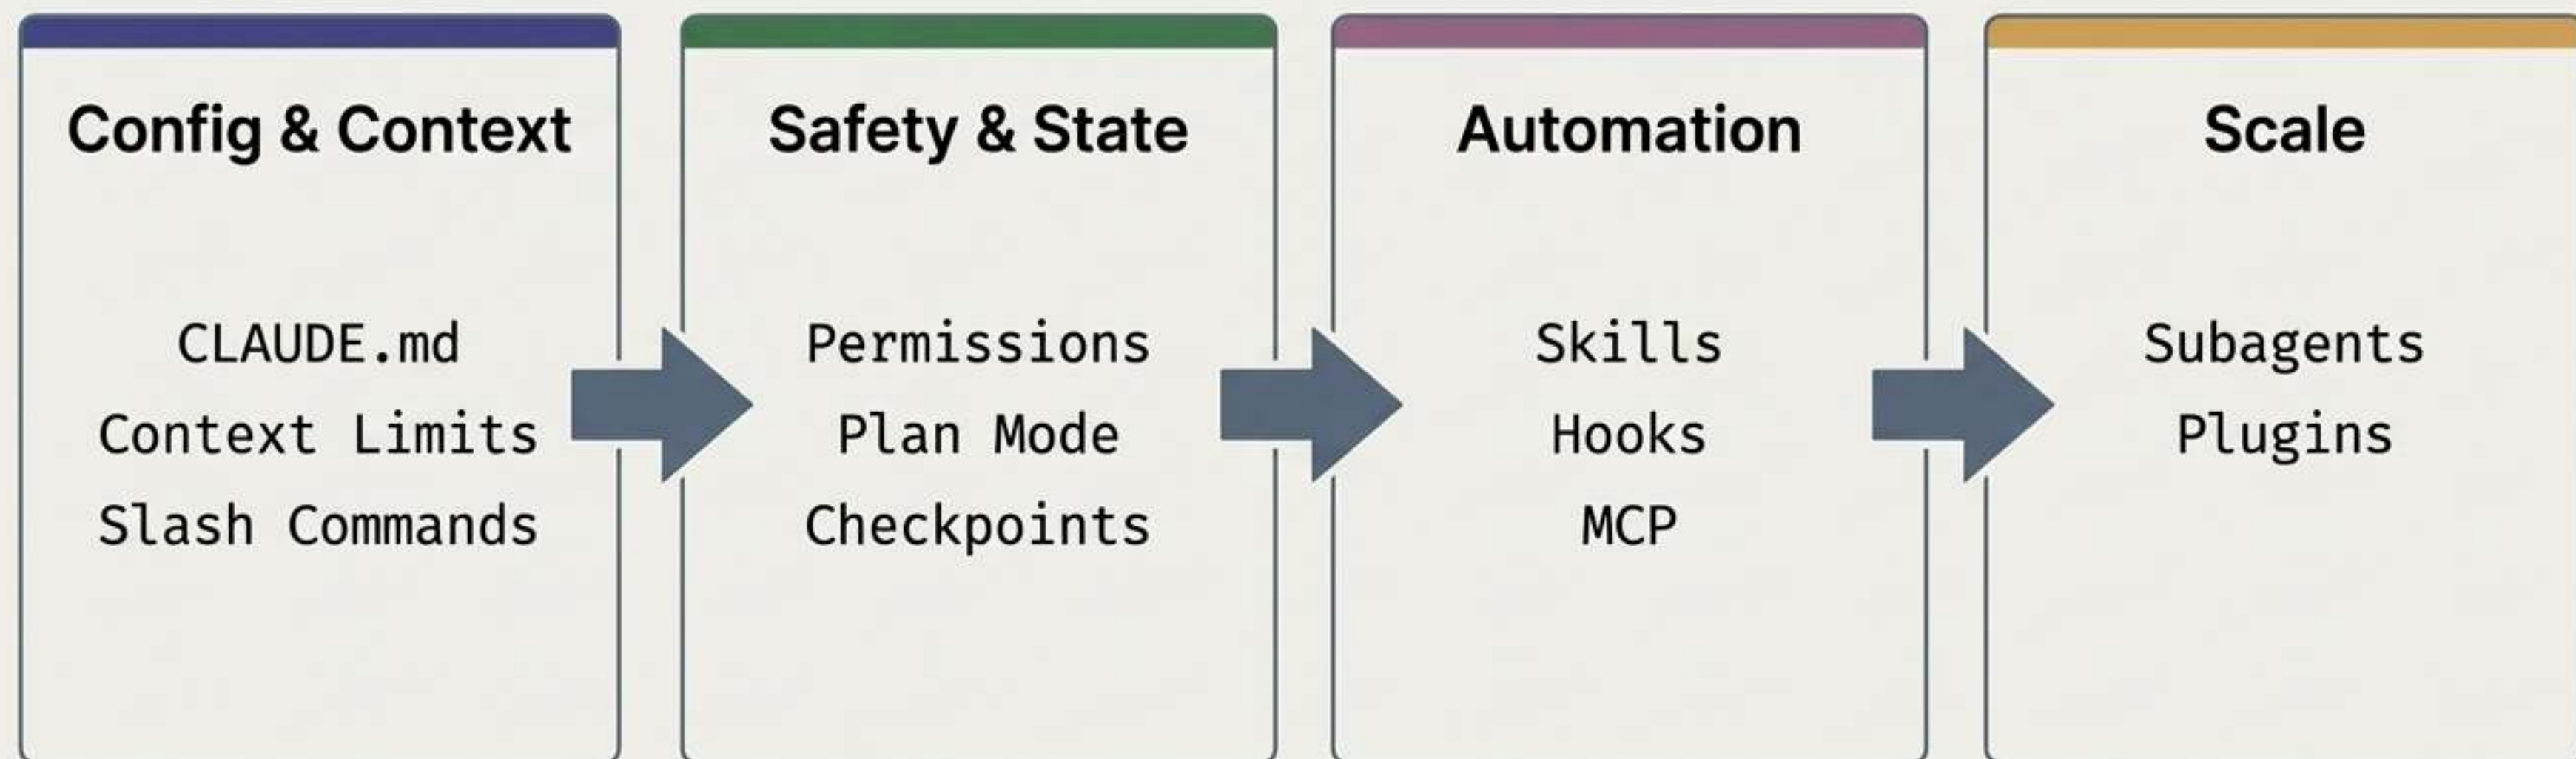 Config & Context
CLAUDE.md
Context Limits
Slash Commands
Safety & State
Permissions
Plan Mode
Checkpoints
Automation
Skills
Hooks
MCP
Scale
Subagents
Plugins